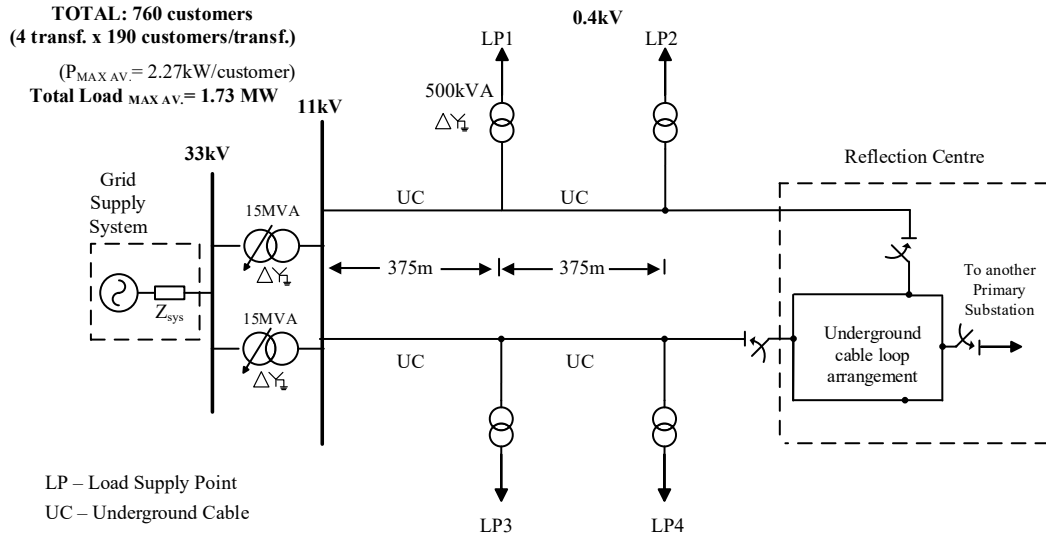 TOTAL: 760 customers
(4 transf. x 190 customers/transf.)
(PMAX AV.= 2.27kW/customer)
Total Load MAX AV.= 1.73 MW
0.4kV
LP1
LP2
500kVA
11kV
33kV
Grid
Supply
System
Reflection Centre
UC
UC
15MVA
375m
375m
Zsys
15MVA
To another
Primary
Substation
UC
UC
Underground
cable loop
arrangement
LP – Load Supply Point
UC – Underground Cable
LP3
LP4